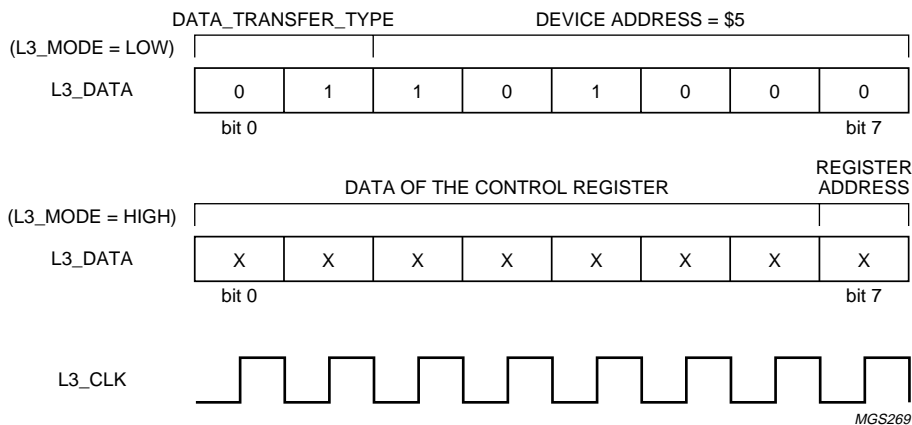 DATA_TRANSFER_TYPE DEVICE ADDRESS = $5
(L3_MODE = LOW)
L3_DATA 0 1 1 0 1 0 0 0
bit 0 bit 7
REGISTER
DATA OF THE CONTROL REGISTER ADDRESS
(L3_MODE = HIGH)
L3_DATA X X X X X X X X
bit 0 bit 7
L3_CLK
MGS269